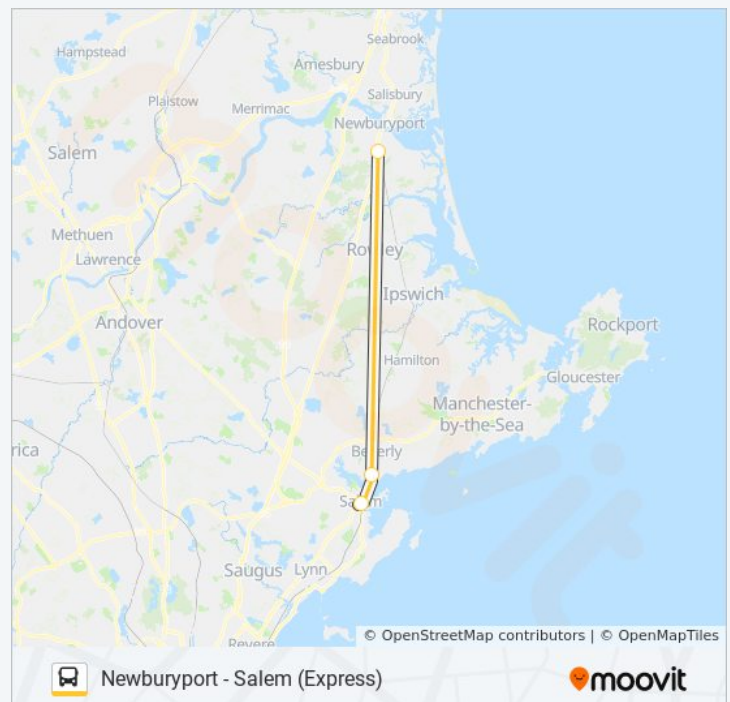 Seabrook
Hampstead
Amesbury
Plaistow
Salisbury
Merrimac
Newburyport
Salem
Methuen
Lawrence
Rowley
Ipswich
Andover
Rockport
Hamilton
Gloucester
Manchester-
by-the-Sea
Beverly
rica
Salem
Saugus
Lynn
Revere
© OpenStreetMap contributors | © OpenMapTiles
Newburyport - Salem (Express)
moovit